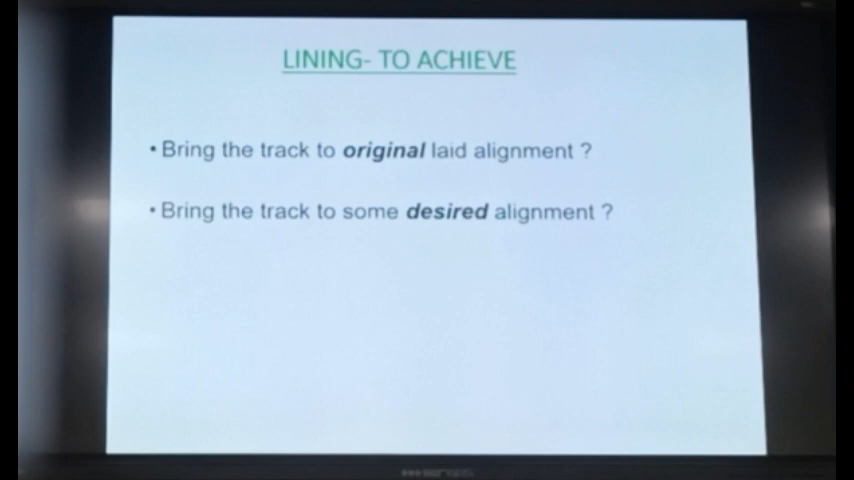 LINING- TO ACHIEVE
• Bring the track to original laid alignment ?
• Bring the track to some desired alignment ?